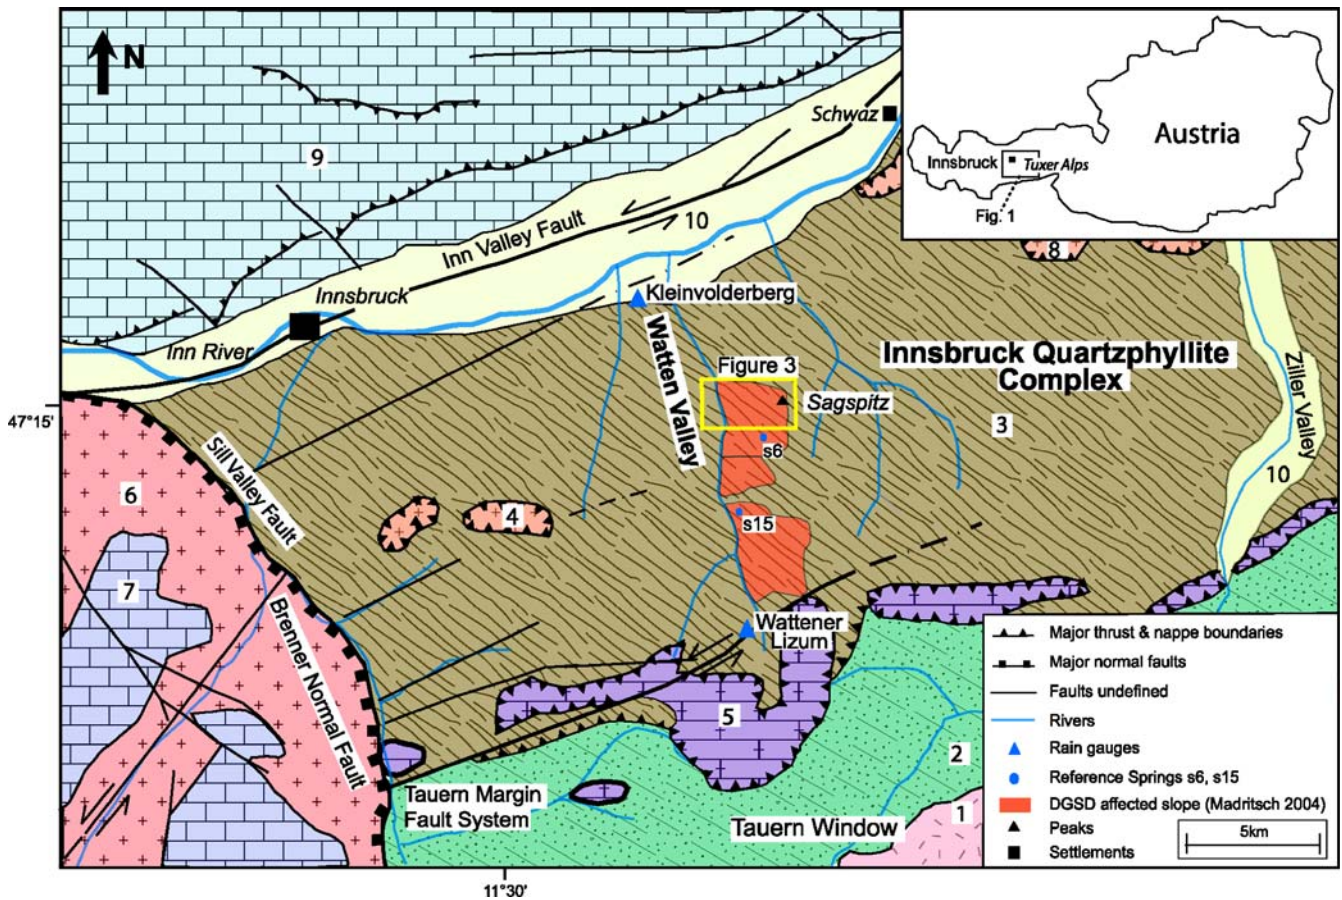 N
Schwaz
9
Austria
Innsbruck
Tuxer Alps
Fig. 1
Inn Valley Fault
10
8
Innsbruck
Kleinvolderberg
Inn River
Watten Valley
Innsbruck Quartzphyllite
Complex
Ziller Valley
Figure 3
Sagspitz
47°15'
3
s6
Sill Valley Fault
10
6
4
s15
7
Brenner Normal Fault
Wattener
Lizum
5
2
Tauern Margin
Fault System
Tauern Window
1
Major thrust & nappe boundaries
Major normal faults
Faults undefined
Rivers
Rain gauges
Reference Springs s6, s15
DGSD affected slope (Madritsch 2004)
Peaks
Settlements
5km
11°30'